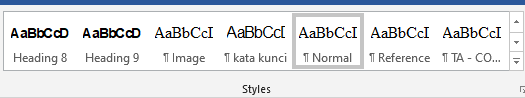 AaBbCcD AaBbCcD AaBbCcI AaBbCcI AaBbCcI AaBbCcI AaBbCcI
Heading 8 Heading 9 ¶ Image ¶ kata kunci ¶ Normal ¶ Reference ¶ TA - CO...
Styles